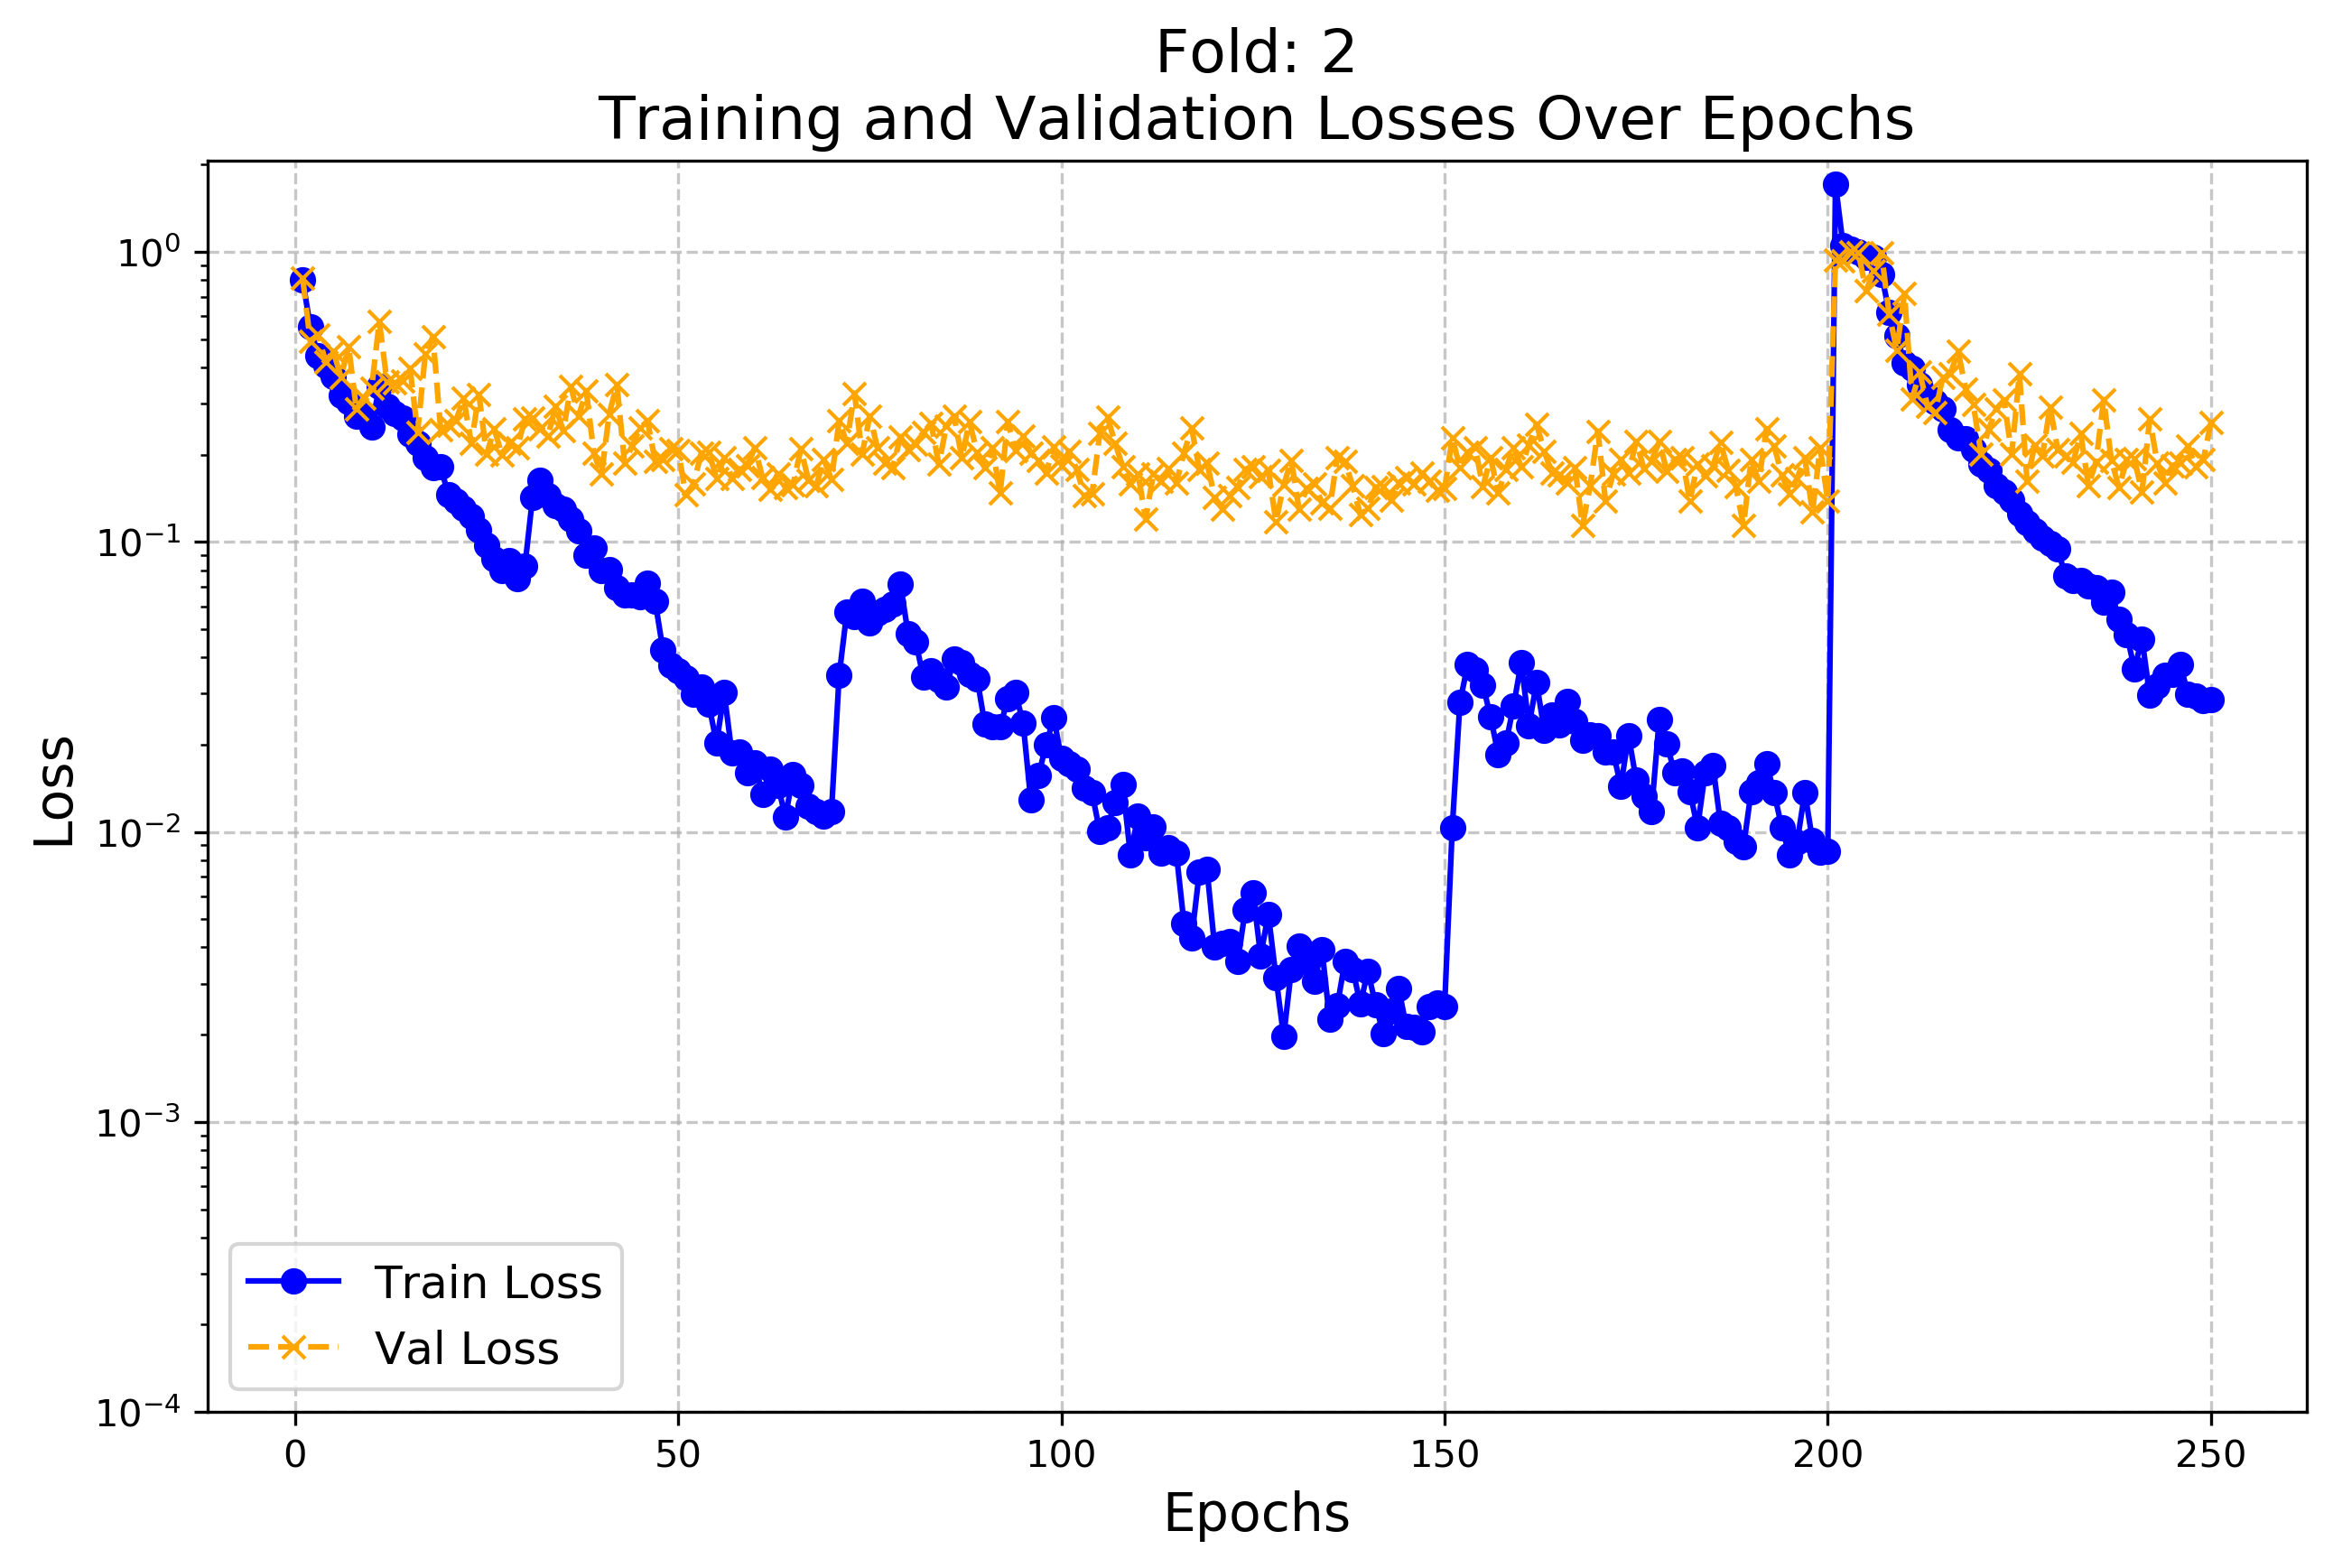 Fold: 2
Training and Validation Losses Over Epochs
10⁰
10⁻¹
10⁻²
10⁻³
10⁻⁴
Loss
Train Loss
Val Loss
0 50 100 150 200 250
Epochs